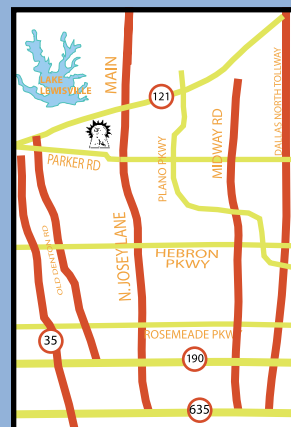 LAKE
LEWISVILLE
MAIN
121
DALLAS NORTH TOLLWAY
MIDWAY RD
PLANO PKWY
PARKER RD
N. JOSEY LANE
OLD DENTON RD
HEBRON
PKWY
ROSEMEADE PKW
35
190
635